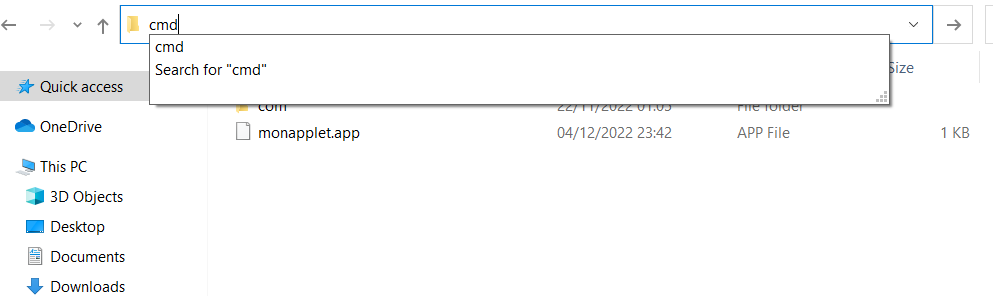 cmd
cmd
Search for "cmd"
Size
Quick access
com 22/11/2022 01:05 File folder
OneDrive
monapplet.app 04/12/2022 23:42 APP File 1 KB
This PC
3D Objects
Desktop
Documents
Downloads